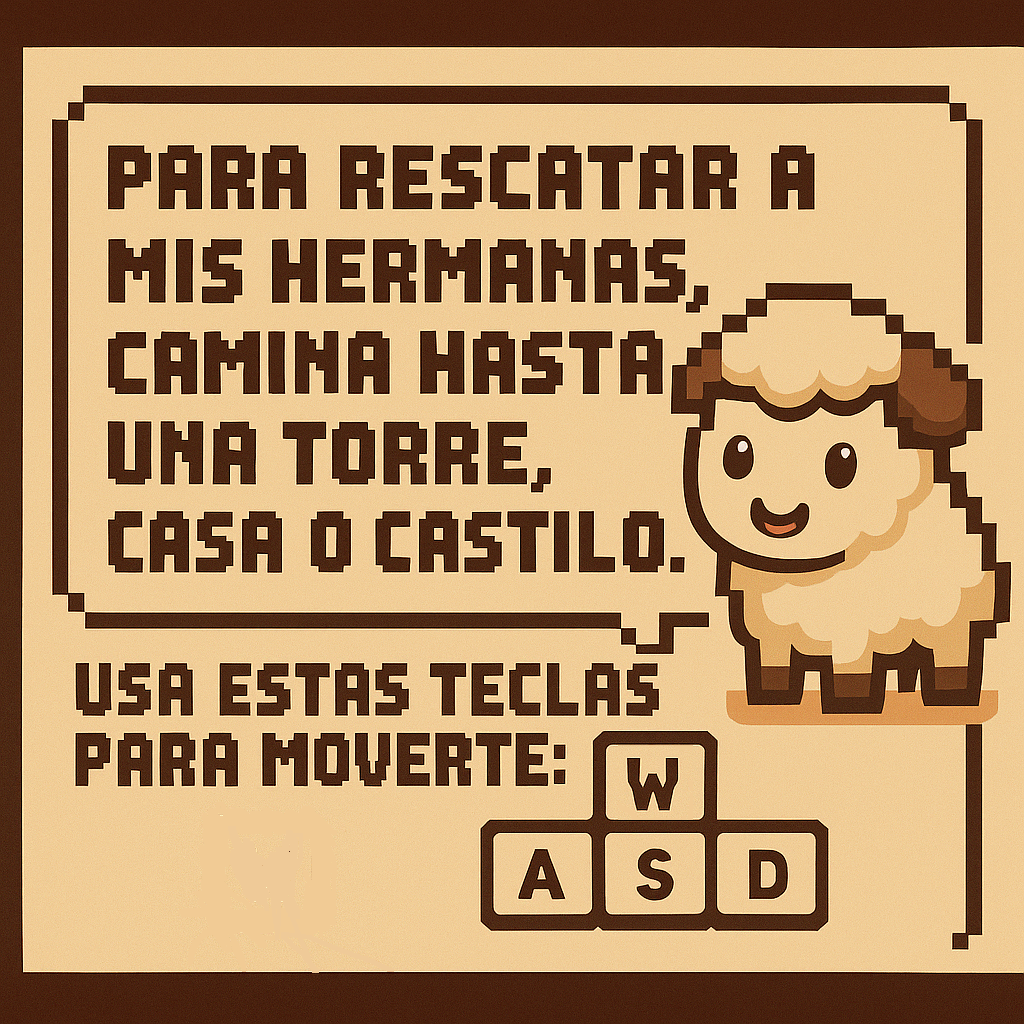 PARA RESCATAR A
MIS HERMANAS,
CAMINA HASTA
UNA TORRE,
CASA O CASTILO.
USA ESTAS TECLAS
PARA MOVERTE:
W
A S D